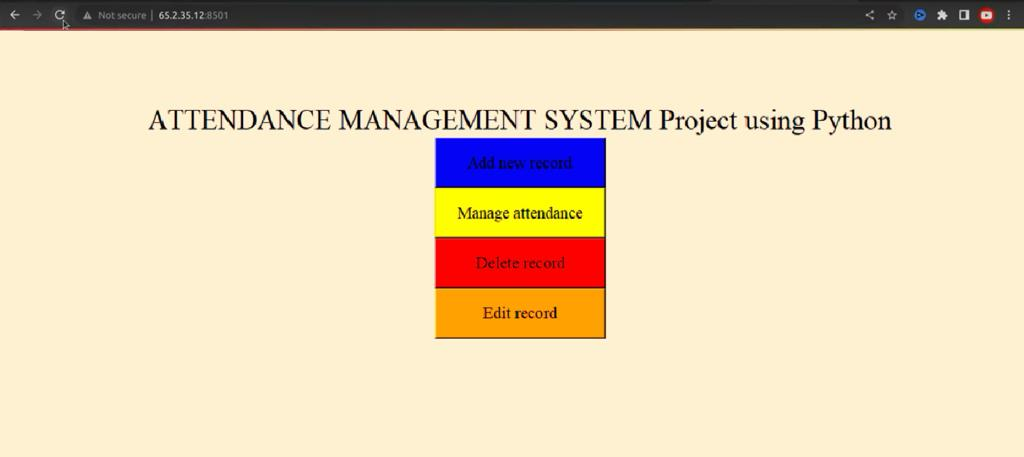 Not secure | 65.2.35.12:8501
ATTENDANCE MANAGEMENT SYSTEM Project using Python
Add new record
Manage attendance
Delete record
Edit record